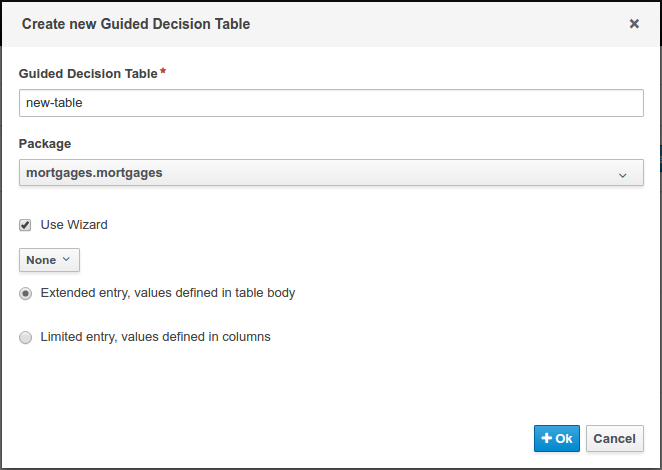 Create new Guided Decision Table
Guided Decision Table*
new-table
Package
mortgages.mortgages
Use Wizard
None
Extended entry, values defined in table body
Limited entry, values defined in columns
Ok Cancel